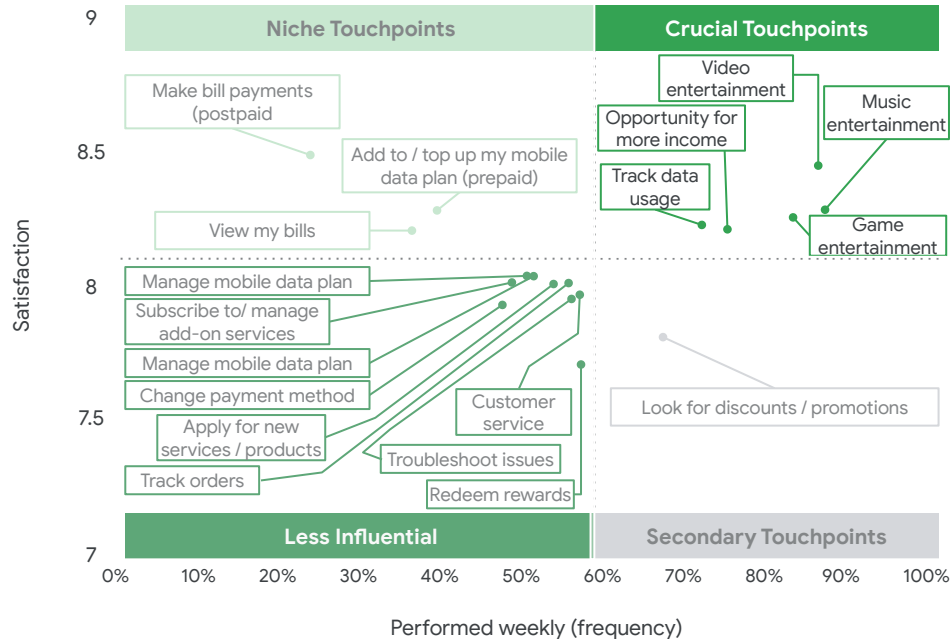 9
Niche Touchpoints
Crucial Touchpoints
Video
entertainment
Make bill payments
(postpaid
Music
entertainment
Opportunity for
more income
8.5
Add to / top up my mobile
data plan (prepaid)
Track data
usage
View my bills
Game
entertainment
Satisfaction
8
Manage mobile data plan
Subscribe to/ manage
add-on services
Manage mobile data plan
Change payment method
7.5
Customer
service
Look for discounts / promotions
Apply for new
services / products
Troubleshoot issues
Track orders
Redeem rewards
Less Influential
Secondary Touchpoints
7
0% 10% 20% 30% 40% 50% 60% 70% 80% 90% 100%
Performed weekly (frequency)